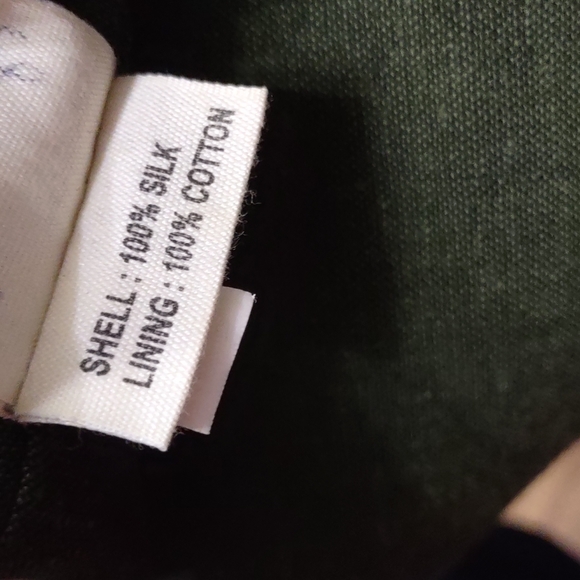 SHELL : 100% SILK
LINING : 100% COTTON